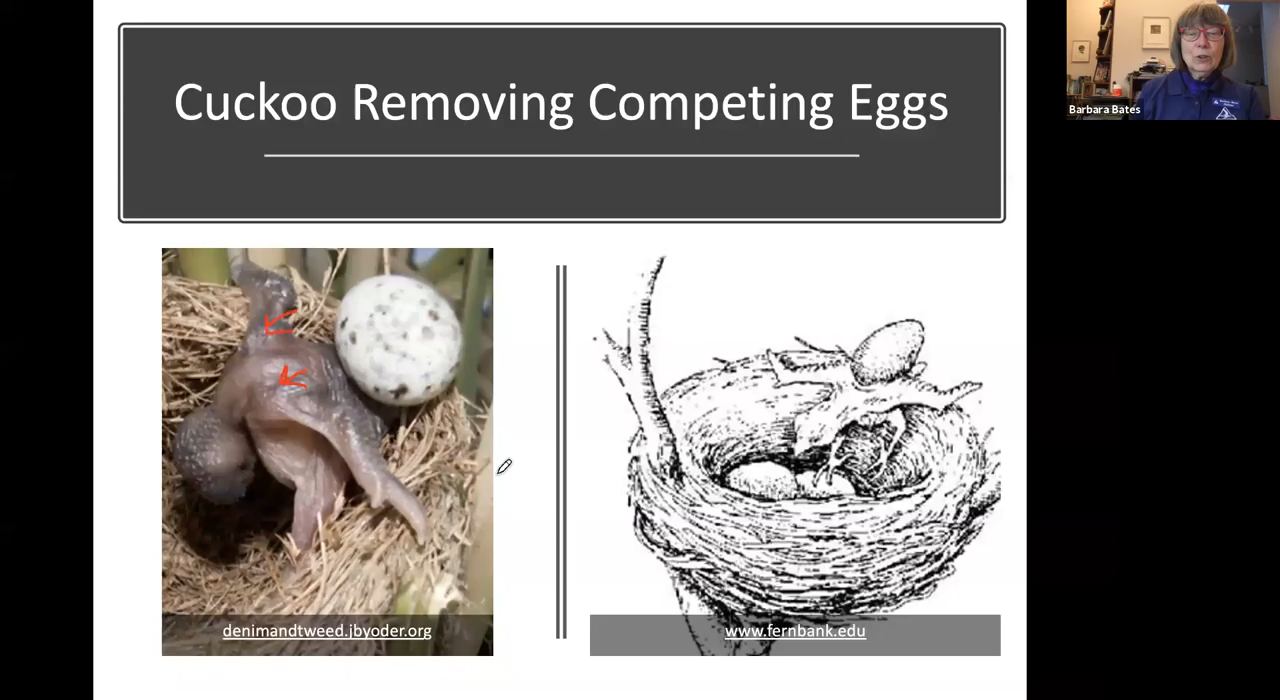 Cuckoo Removing Competing Eggs
Barbara Bates
denimandtweed.jbyoder.org
www.fernbank.edu